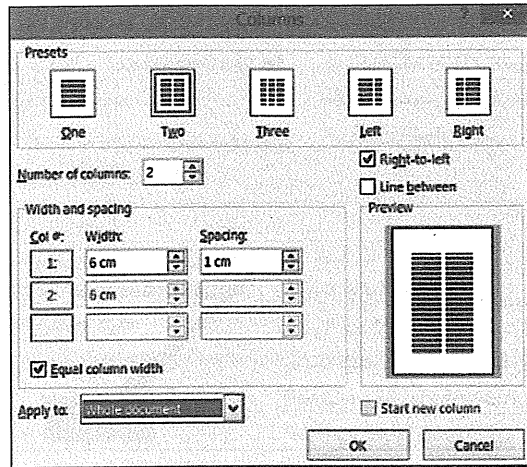 Columns ? ×
Presets
One Two Three Left Right
Number of columns: 2
Right-to-left
Line between
Width and spacing
Col #: Width: Spacing:
1: 6 cm 1 cm
2: 6 cm
Equal column width
Preview
Apply to: Whole document
Start new column
OK Cancel